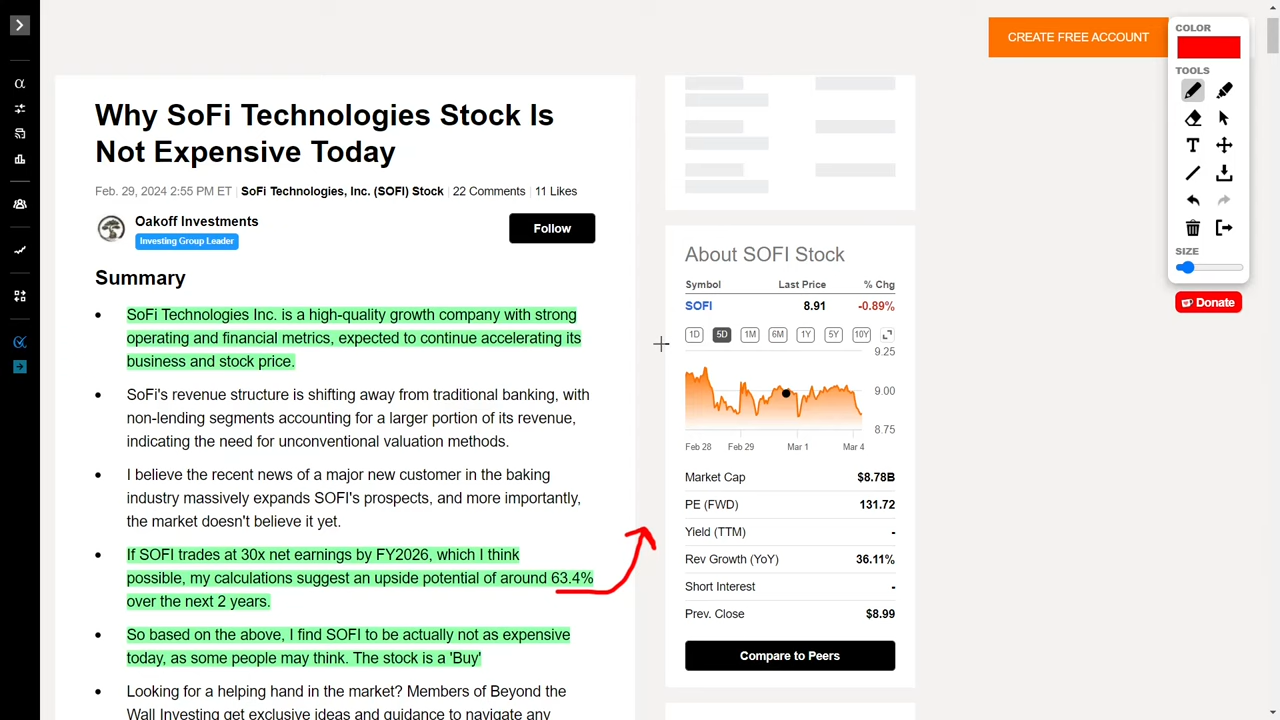 CREATE FREE ACCOUNT
COLOR
TOOLS
T
SIZE
Donate
α
Why SoFi Technologies Stock Is
Not Expensive Today
Feb. 29, 2024 2:55 PM ET | SoFi Technologies, Inc. (SOFI) Stock | 22 Comments | 11 Likes
Oakoff Investments
Investing Group Leader
Follow
Summary
• SoFi Technologies Inc. is a high-quality growth company with strong
operating and financial metrics, expected to continue accelerating its
business and stock price.
• SoFi's revenue structure is shifting away from traditional banking, with
non-lending segments accounting for a larger portion of its revenue,
indicating the need for unconventional valuation methods.
• I believe the recent news of a major new customer in the baking
industry massively expands SOFI's prospects, and more importantly,
the market doesn't believe it yet.
• If SOFI trades at 30x net earnings by FY2026, which I think
possible, my calculations suggest an upside potential of around 63.4%
over the next 2 years.
• So based on the above, I find SOFI to be actually not as expensive
today, as some people may think. The stock is a 'Buy'
• Looking for a helping hand in the market? Members of Beyond the
Wall Investing get exclusive ideas and guidance to navigate any
About SOFI Stock
Symbol Last Price % Chg
SOFI 8.91 -0.89%
1D 5D 1M 6M 1Y 5Y 10Y
9.25
9.00
8.75
Feb 28 Feb 29 Mar 1 Mar 4
Market Cap $8.78B
PE (FWD) 131.72
Yield (TTM) -
Rev Growth (YoY) 36.11%
Short Interest -
Prev. Close $8.99
Compare to Peers